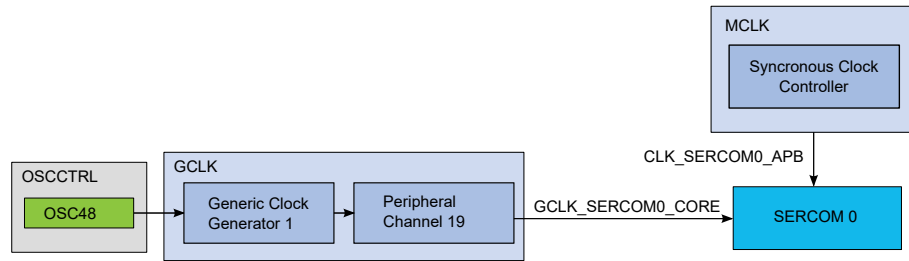 MCLK
Syncronous Clock
Controller
CLK_SERCOM0_APB
OSCCTRL
OSC48
GCLK
Generic Clock
Generator 1
Peripheral
Channel 19
GCLK_SERCOM0_CORE
SERCOM 0